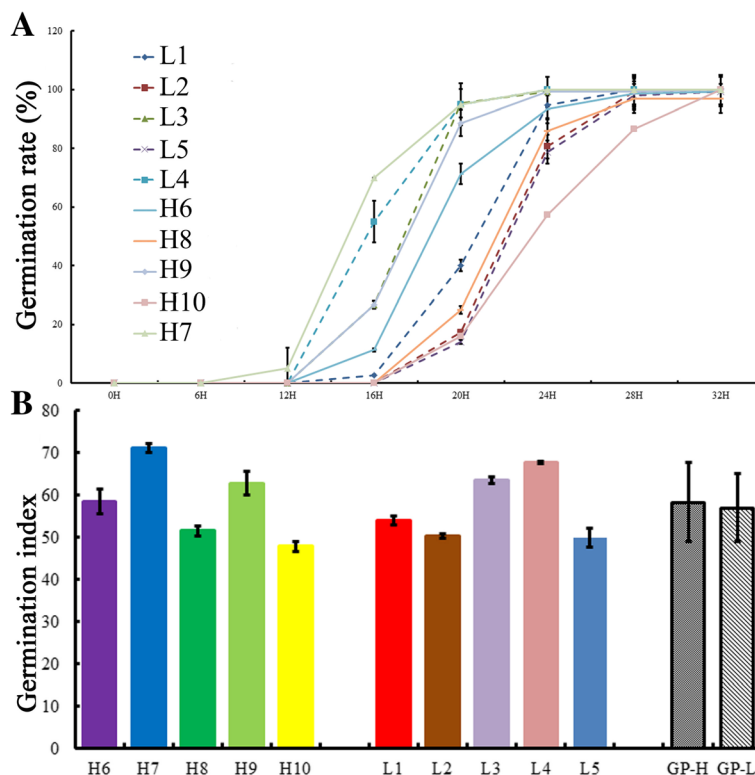 A
Germination rate (%)
120
100
80
60
40
20
0
L1
L2
L3
L5
L4
H6
H8
H9
H10
H7
0H 6H 12H 16H 20H 24H 28H 32H
B
Germination index
80
70
60
50
40
30
20
10
0
H6 H7 H8 H9 H10 L1 L2 L3 L4 L5 GP-H GP-L